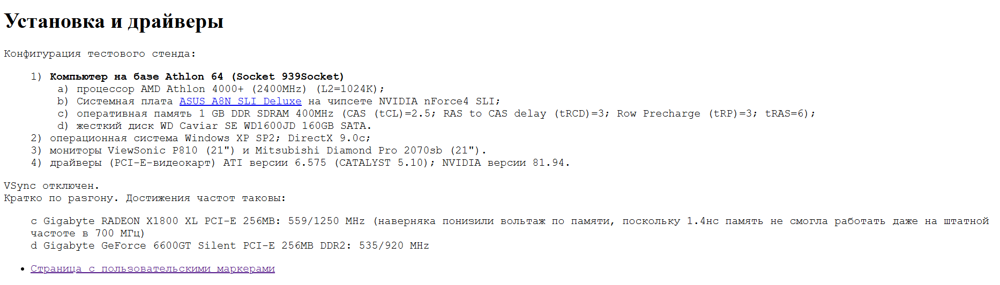 Установка и драйверы
Конфигурация тестового стенда:
1) Компьютер на базе Athlon 64 (Socket 939Socket)
a) процессор AMD Athlon 4000+ (2400MHz) (L2=1024K);
b) Системная плата ASUS A8N SLI Deluxe на чипсете NVIDIA nForce4 SLI;
c) оперативная память 1 GB DDR SDRAM 400MHz (CAS (tCL)=2.5; RAS to CAS delay (tRCD)=3; Row Precharge (tRP)=3; tRAS=6);
d) жесткий диск WD Caviar SE WD1600JD 160GB SATA.
2) операционная система Windows XP SP2; DirectX 9.0c;
3) мониторы ViewSonic P810 (21") и Mitsubishi Diamond Pro 2070sb (21").
4) драйверы (PCI-E-видеокарт) ATI версии 6.575 (CATALYST 5.10); NVIDIA версии 81.94.
VSync отключен.
Кратко по разгону. Достижения частот таковы:
c Gigabyte RADEON X1800 XL PCI-E 256MB: 559/1250 MHz (наверняка понизили вольтаж по памяти, поскольку 1.4нс память не смогла работать даже на штатной
частоте в 700 МГц)
d Gigabyte GeForce 6600GT Silent PCI-E 256MB DDR2: 535/920 MHz
• Страница с пользовательскими маркерами